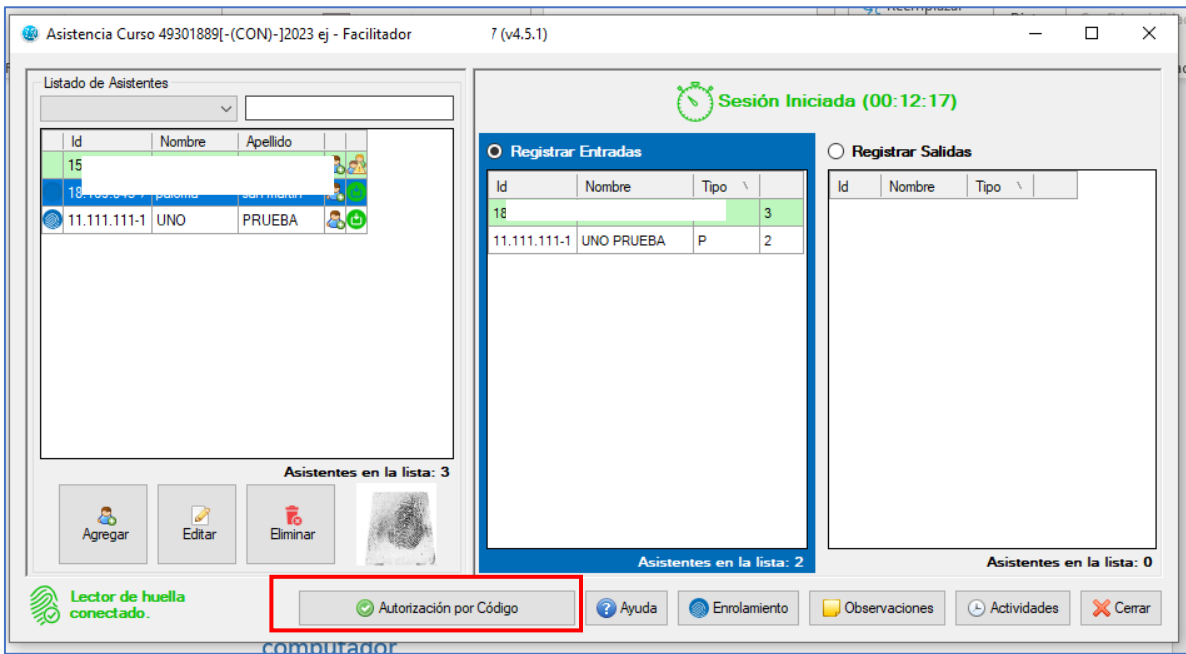 Reemplazar
Asistencia Curso 49301889[-(CON)-]2023 ej - Facilitador 7 (v4.5.1)
Listado de Asistentes
Sesión Iniciada (00:12:17)
Id Nombre Apellido
15
paloma san martin
11.111.111-1 UNO PRUEBA
Asistentes en la lista: 3
Agregar Editar Eliminar
Registrar Entradas
Id Nombre Tipo
18 3
11.111.111-1 UNO PRUEBA P 2
Asistentes en la lista: 2
Registrar Salidas
Id Nombre Tipo
Asistentes en la lista: 0
Lector de huella
conectado.
Autorización por Código Ayuda Enrolamiento Observaciones Actividades Cerrar
computador